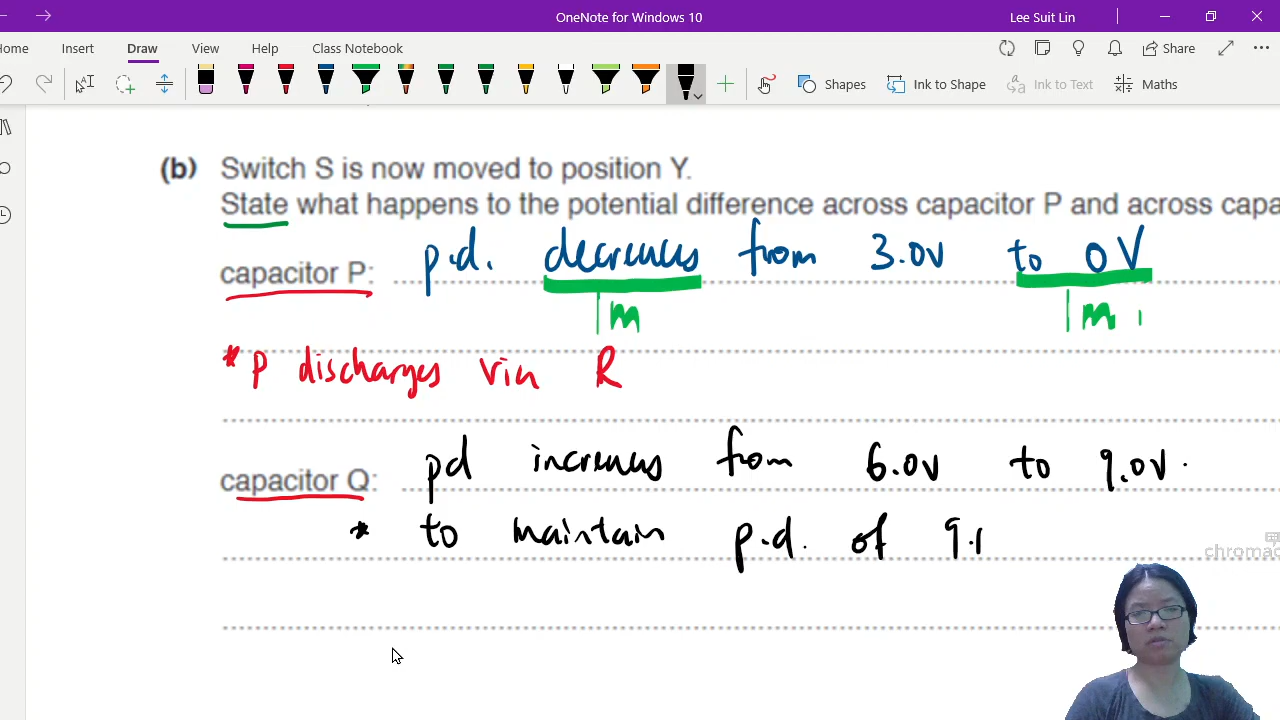 OneNote for Windows 10
Lee Suit Lin
Home Insert Draw View Help Class Notebook Share
Shapes Ink to Shape Ink to Text Maths
(b) Switch S is now moved to position Y.
State what happens to the potential difference across capacitor P and across capa
capacitor P: p.d. decreases from 3.0V to 0V
1m 1m
* P discharges via R
capacitor Q: pd increases from 6.0V to 9.0V.
* to maintain p.d. of 9.
chromac